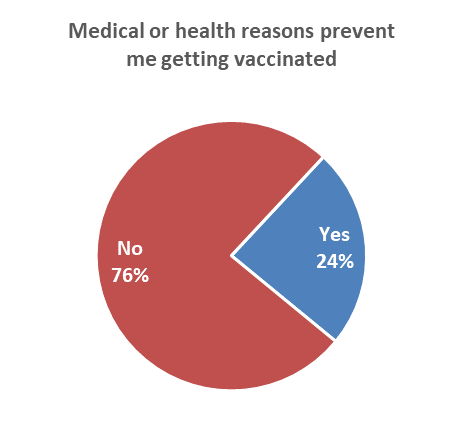 Medical or health reasons prevent
me getting vaccinated
Yes
24%
No
76%